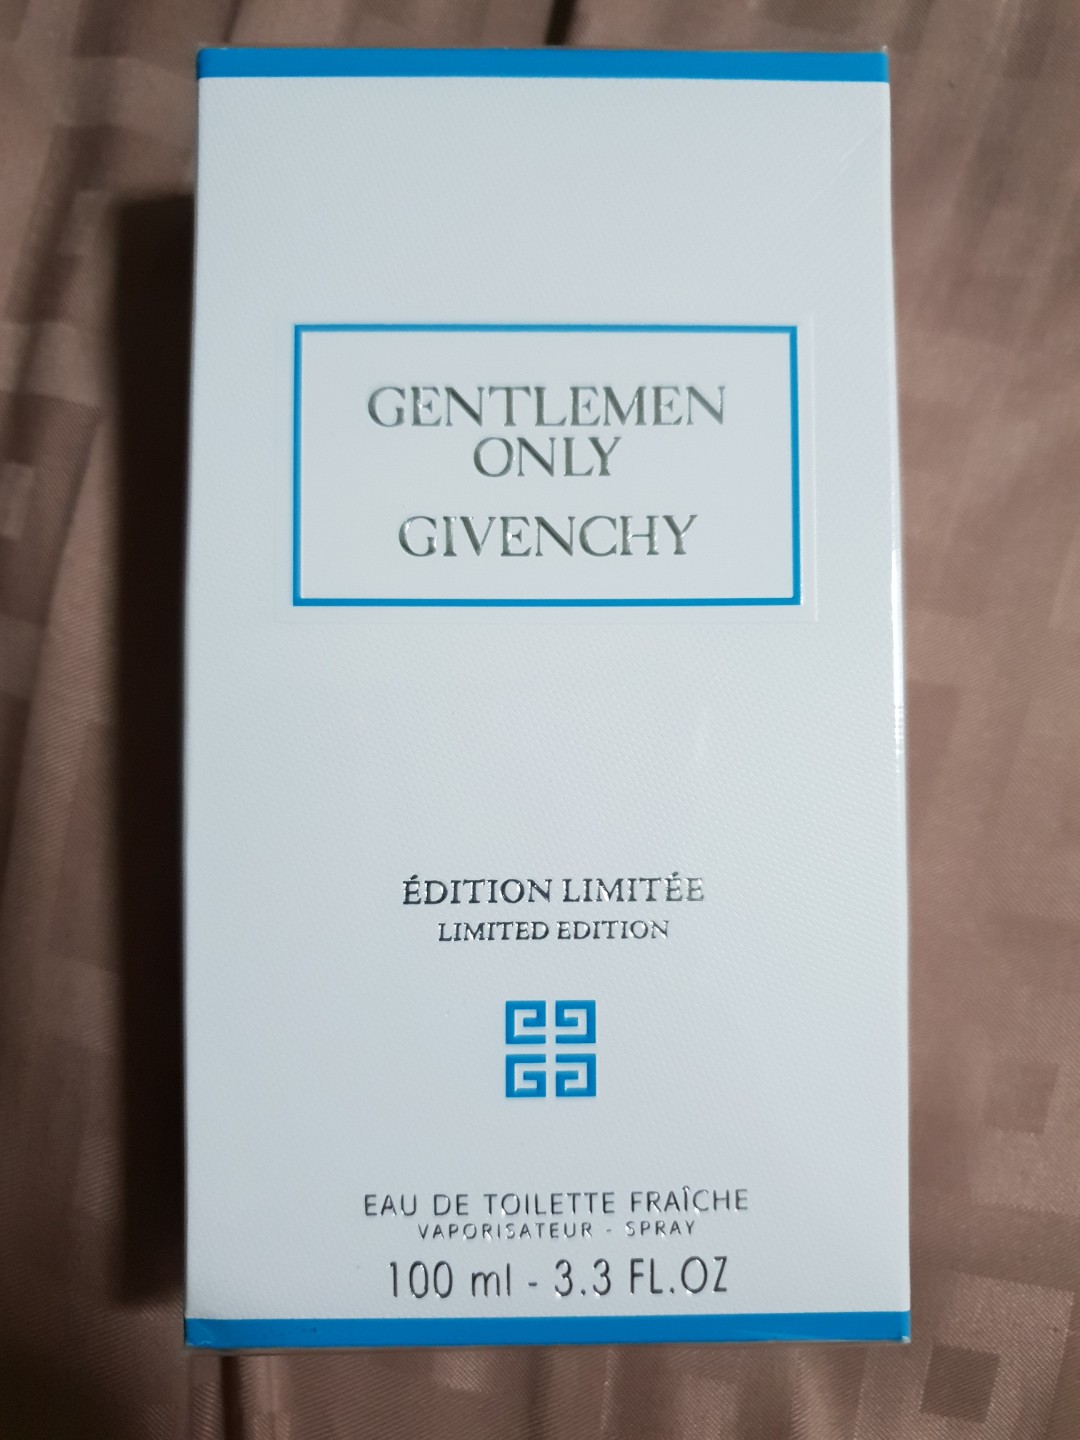 GENTLEMEN
ONLY
GIVENCHY
ÉDITION LIMITÉE
LIMITED EDITION
EAU DE TOILETTE FRAÎCHE
VAPORISATEUR - SPRAY
100 ml - 3.3 FL.OZ